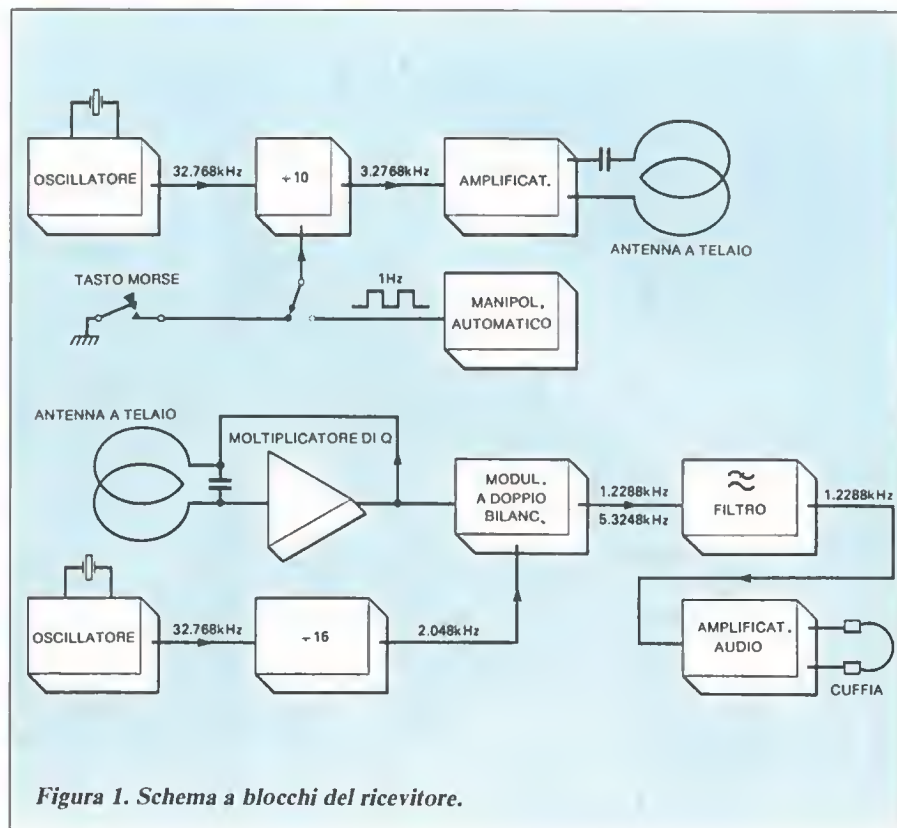 OSCILLATORE
32.768kHz
÷10
3.2768kHz
AMPLIFICAT.
ANTENNA A TELAIO
TASTO MORSE
1Hz
MANIPOL.
AUTOMATICO
ANTENNA A TELAIO
MOLTIPLICATORE DI Q
MODUL.
A DOPPIO
BILANC.
1.2288kHz
5.3248kHz
FILTRO
1.2288kHz
OSCILLATORE
32.768kHz
÷16
2.048kHz
AMPLIFICAT.
AUDIO
CUFFIA
Figura 1. Schema a blocchi del ricevitore.